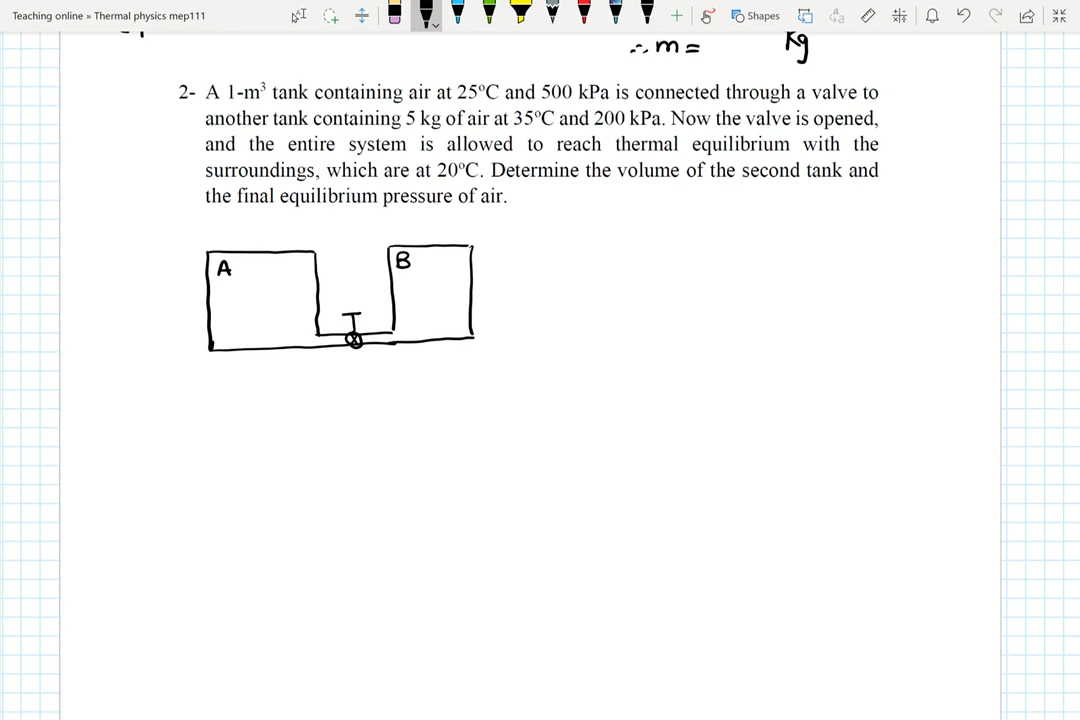 Teaching online » Thermal physics mep111
Shapes
∴ m = kg
2- A 1-m³ tank containing air at 25°C and 500 kPa is connected through a valve to
another tank containing 5 kg of air at 35°C and 200 kPa. Now the valve is opened,
and the entire system is allowed to reach thermal equilibrium with the
surroundings, which are at 20°C. Determine the volume of the second tank and
the final equilibrium pressure of air.
A B